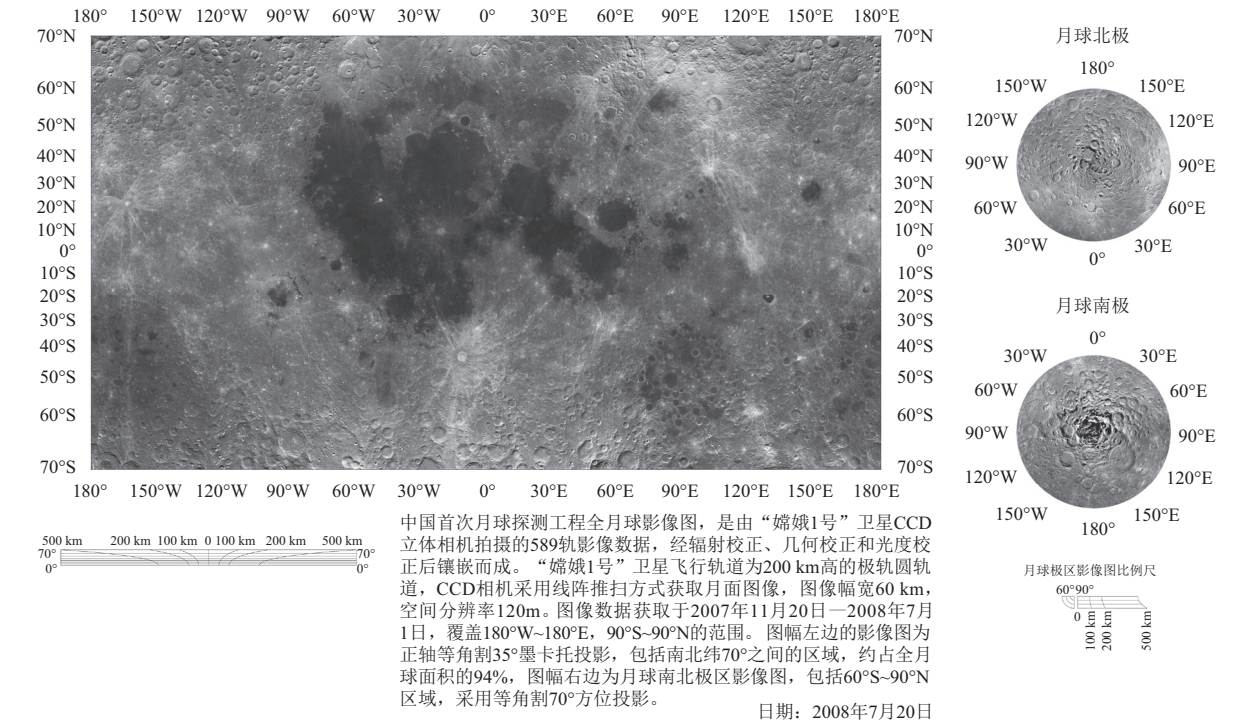 180° 150°W 120°W 90°W 60°W 30°W 0° 30°E 60°E 90°E 120°E 150°E 180°E
70°N 70°N
60°N 60°N
50°N 50°N
40°N 40°N
30°N 30°N
20°N 20°N
10°N 10°N
0° 0°
10°S 10°S
20°S 20°S
30°S 30°S
40°S 40°S
50°S 50°S
60°S 60°S
70°S 70°S
180° 150°W 120°W 90°W 60°W 30°W 0° 30°E 60°E 90°E 120°E 150°E 180°E
月球北极
180°
150°W 150°E
120°W 120°E
90°W 90°E
60°W 60°E
30°W 30°E
0°
月球南极
0°
30°W 30°E
60°W 60°E
90°W 90°E
120°W 120°E
150°W 150°E
180°
500 km 200 km 100 km 0 100 km 200 km 500 km
70° 70°
0° 0°
中国首次月球探测工程全月球影像图，是由“嫦娥1号”卫星CCD
立体相机拍摄的589轨影像数据，经辐射校正、几何校正和光度校
正后镶嵌而成。“嫦娥1号”卫星飞行轨道为200 km高的极轨圆轨
道，CCD相机采用线阵推扫方式获取月面图像，图像幅宽60 km，
空间分辨率120m。图像数据获取于2007年11月20日—2008年7月
1日，覆盖180°W~180°E，90°S~90°N的范围。图幅左边的影像图为
正轴等角割35°墨卡托投影，包括南北纬70°之间的区域，约占全月
球面积的94%，图幅右边为月球南北极区影像图，包括60°S~90°N
区域，采用等角割70°方位投影。
日期：2008年7月20日
月球极区影像图比例尺
60°90°
0
100 km
200 km
500 km